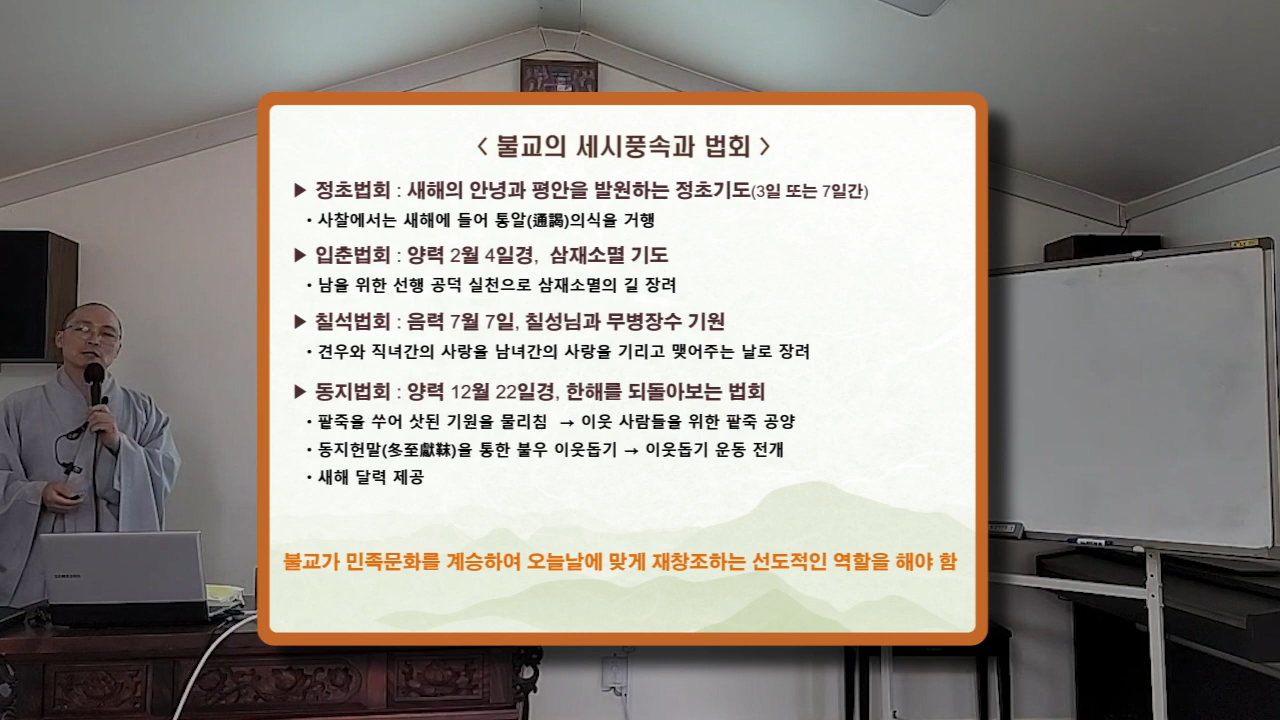 < 불교의 세시풍속과 법회 >
▶ 정초법회 : 새해의 안녕과 평안을 발원하는 정초기도(3일 또는 7일간)
• 사찰에서는 새해에 들어 통알(通謁)의식을 거행
▶ 입춘법회 : 양력 2월 4일경, 삼재소멸 기도
• 남을 위한 선행 공덕 실천으로 삼재소멸의 길 장려
▶ 칠석법회 : 음력 7월 7일, 칠성님과 무병장수 기원
• 견우와 직녀간의 사랑을 남녀간의 사랑을 기리고 맺어주는 날로 장려
▶ 동지법회 : 양력 12월 22일경, 한해를 되돌아보는 법회
• 팥죽을 쑤어 삿된 기원을 물리침 → 이웃 사람들을 위한 팥죽 공양
• 동지헌말(冬至獻靺)을 통한 불우 이웃돕기 → 이웃돕기 운동 전개
• 새해 달력 제공
불교가 민족문화를 계승하여 오늘날에 맞게 재창조하는 선도적인 역할을 해야 함
SAMSUNG